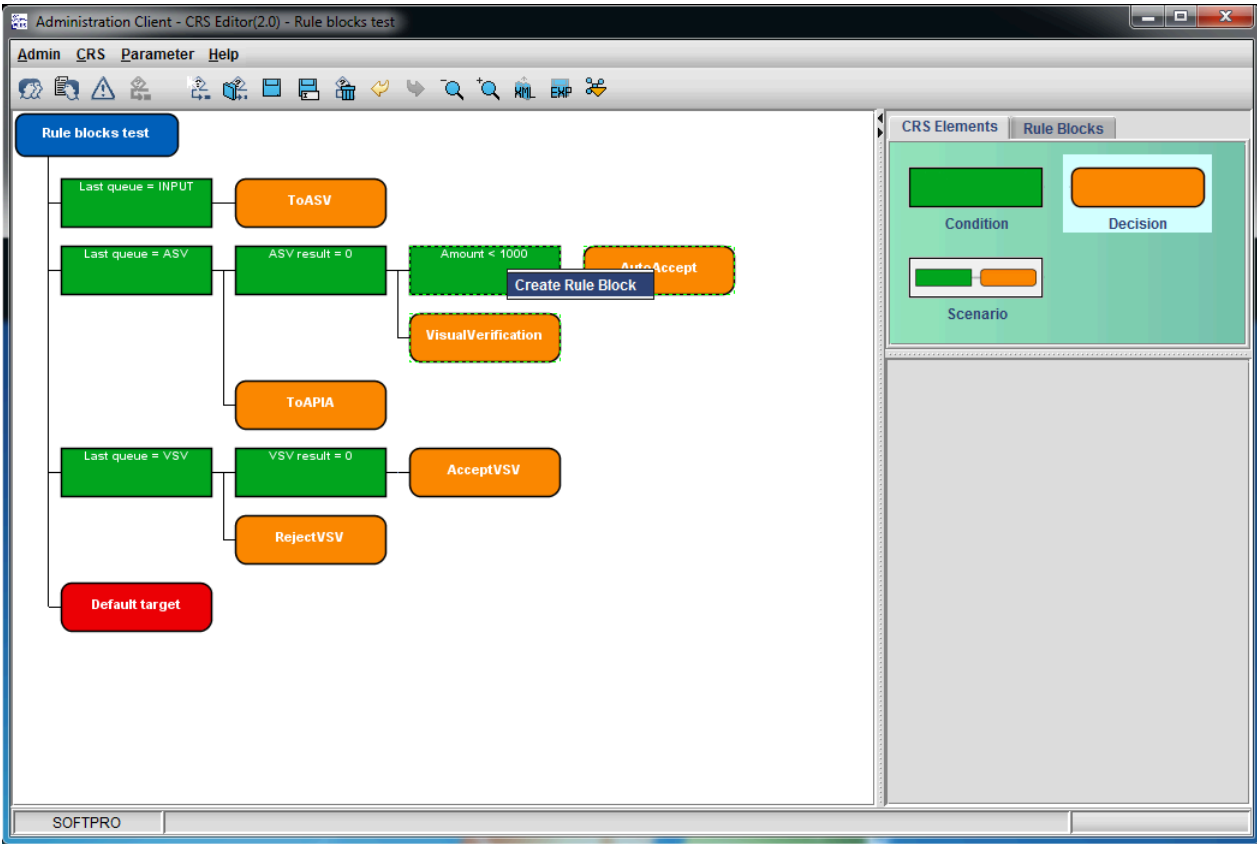 Administration Client - CRS Editor(2.0) - Rule blocks test
Admin CRS Parameter Help
XML EXP
Rule blocks test
Last queue = INPUT
ToASV
Last queue = ASV
ASV result = 0
Amount < 1000
AutoAccept
Create Rule Block
VisualVerification
ToAPIA
Last queue = VSV
VSV result = 0
AcceptVSV
RejectVSV
Default target
CRS Elements
Rule Blocks
Condition
Decision
Scenario
SOFTPRO